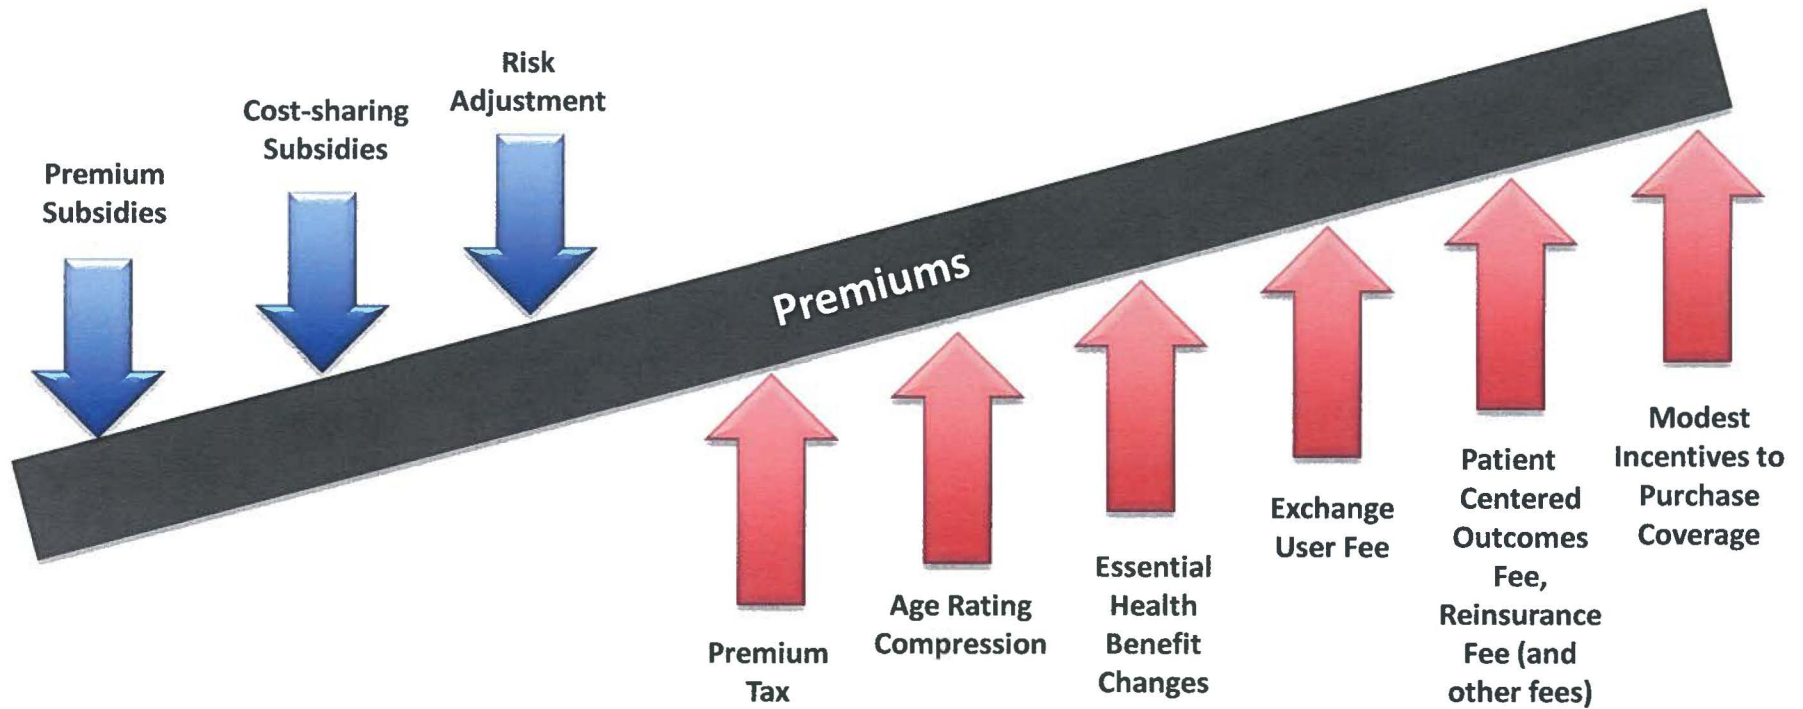 Premium
Subsidies
Cost-sharing
Subsidies
Risk
Adjustment
Premiums
Premium
Tax
Age Rating
Compression
Essential
Health
Benefit
Changes
Exchange
User Fee
Patient
Centered
Outcomes
Fee,
Reinsurance
Fee (and
other fees)
Modest
Incentives to
Purchase
Coverage